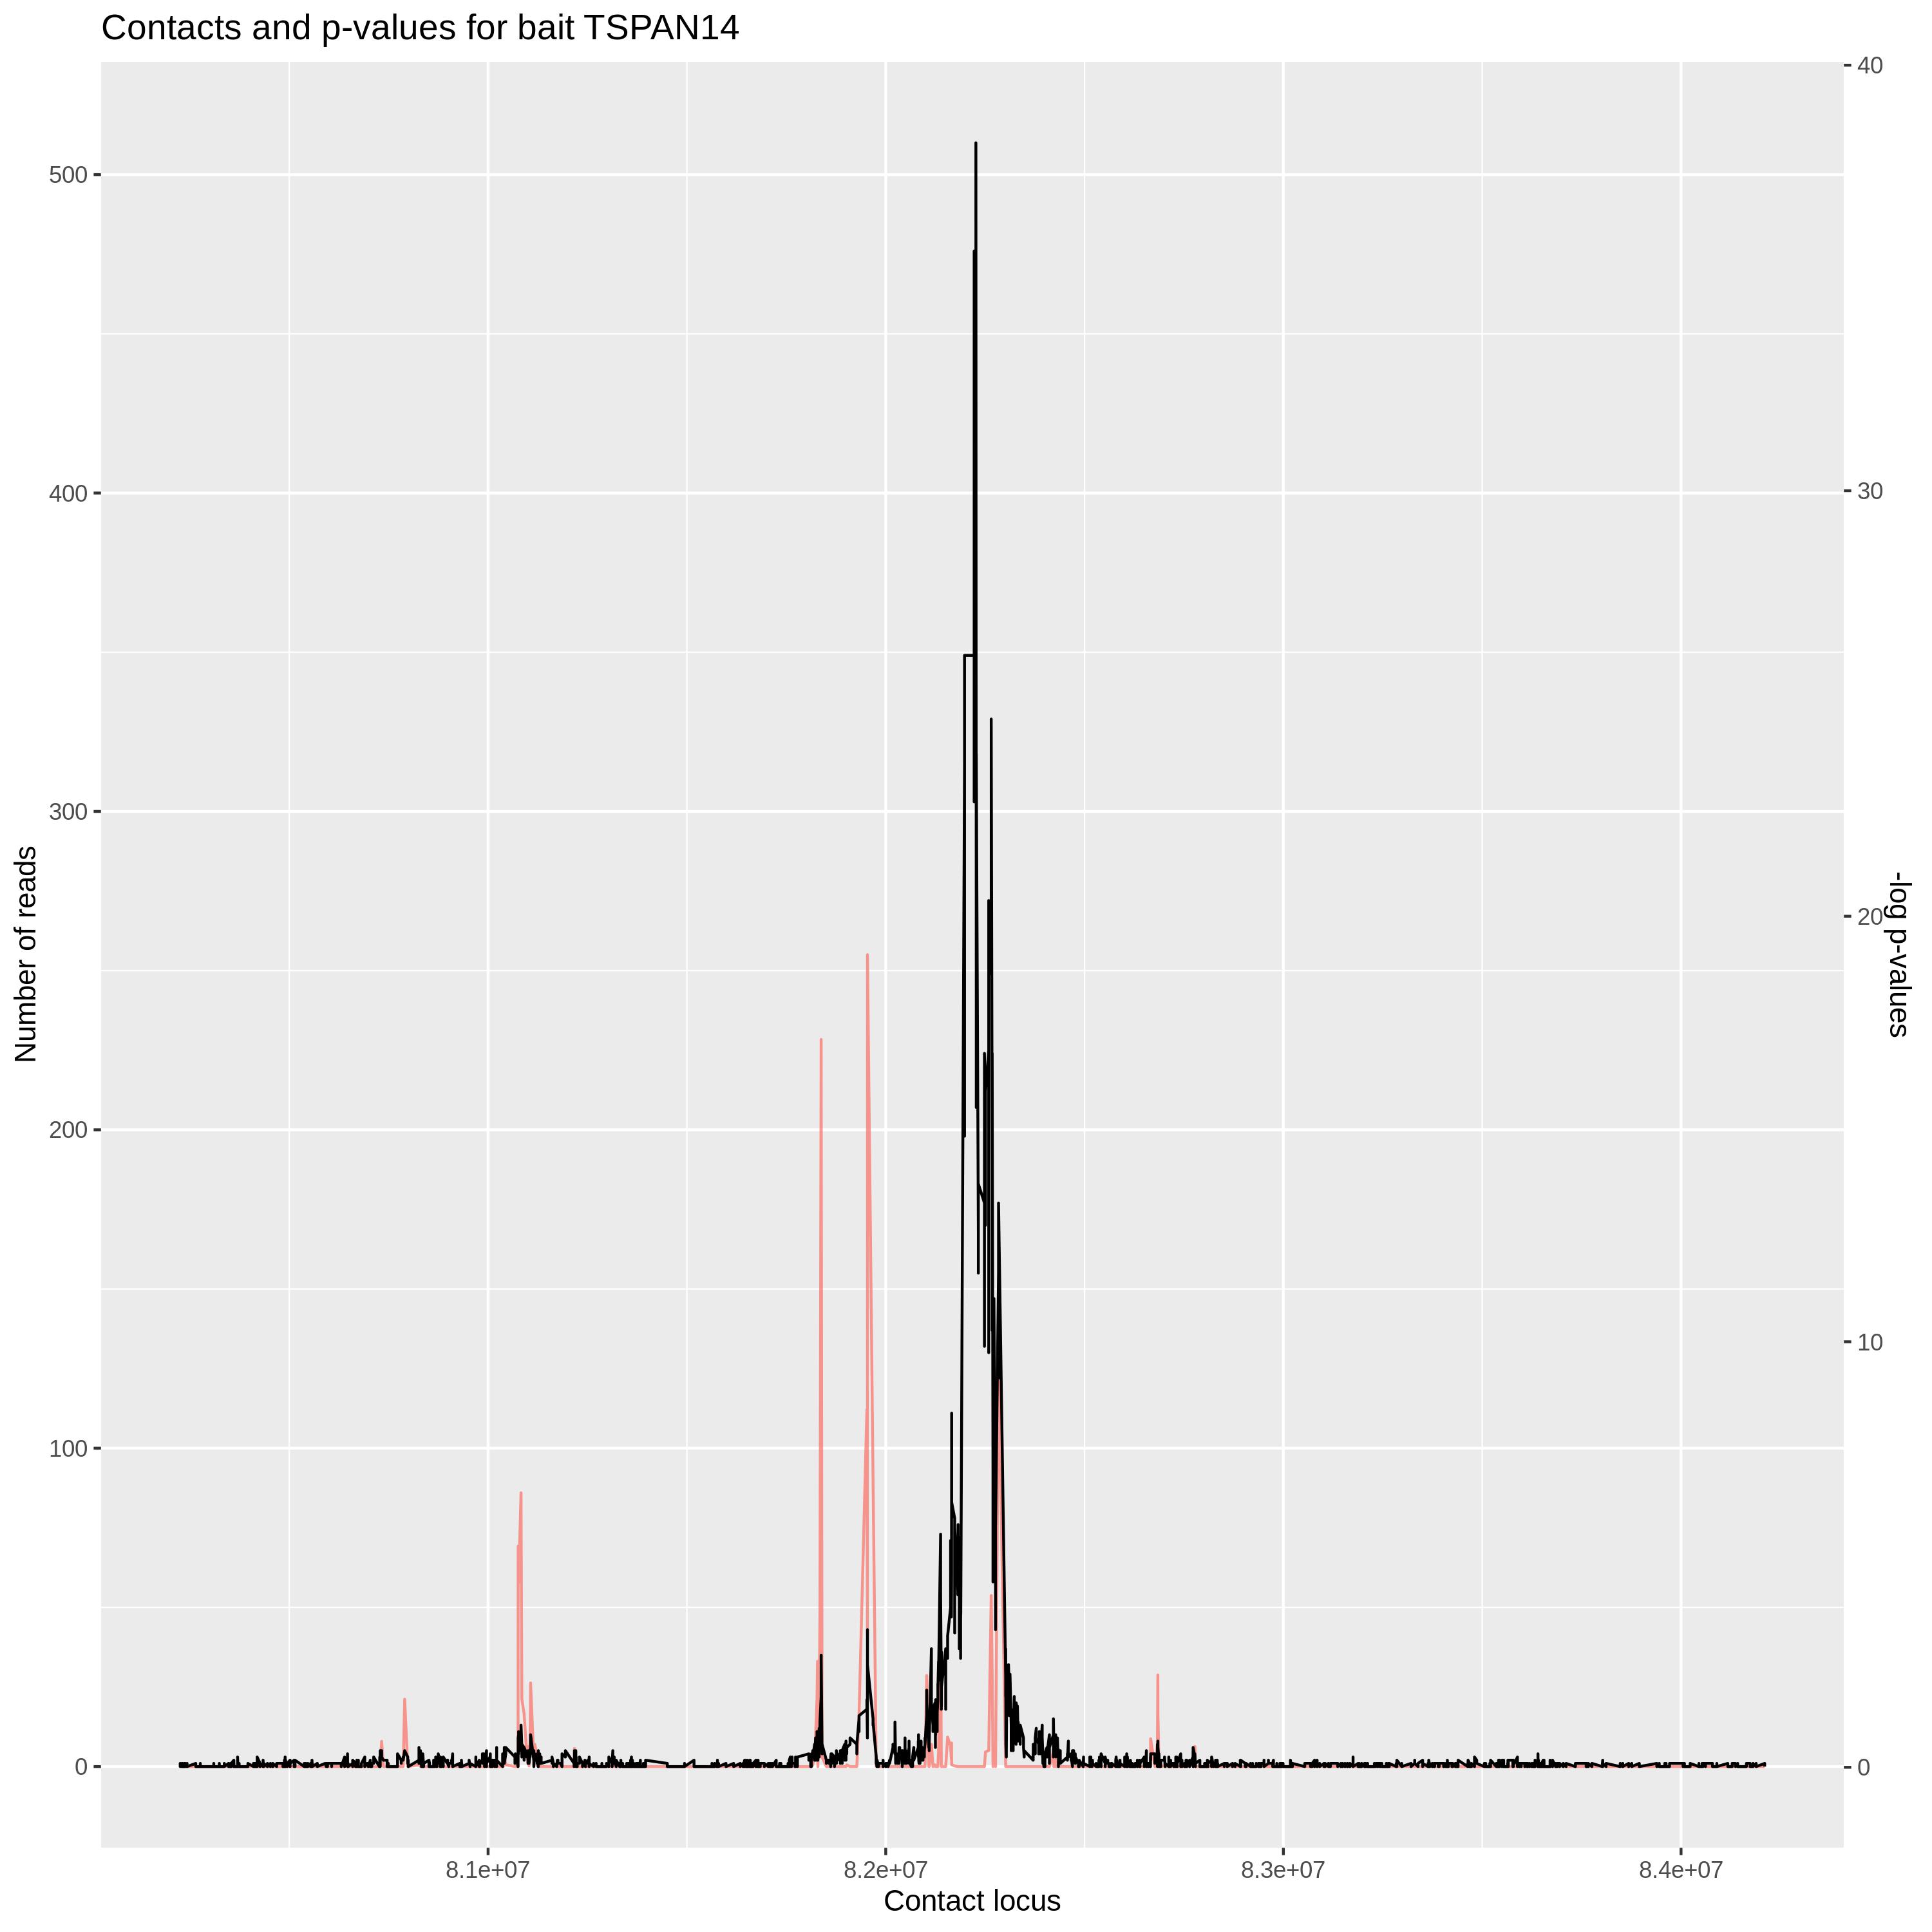 Contacts and p-values for bait TSPAN14
Number of reads
500
400
300
200
100
0
40
30
20
10
0
-log p-values
8.1e+07
8.2e+07
8.3e+07
8.4e+07
Contact locus